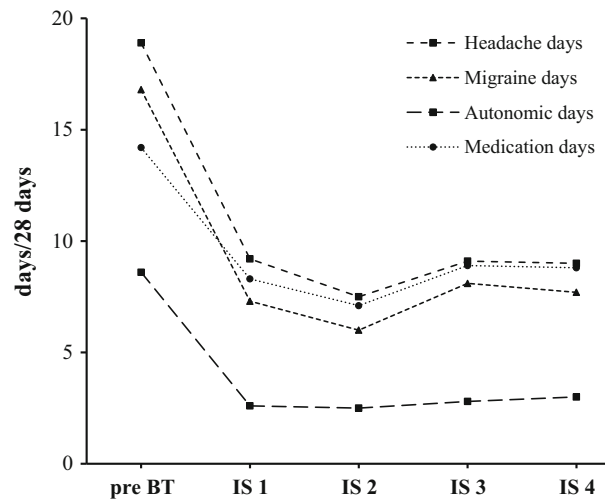 20
15
10
5
0
days/28 days
Headache days
Migraine days
Autonomic days
Medication days
pre BT IS 1 IS 2 IS 3 IS 4